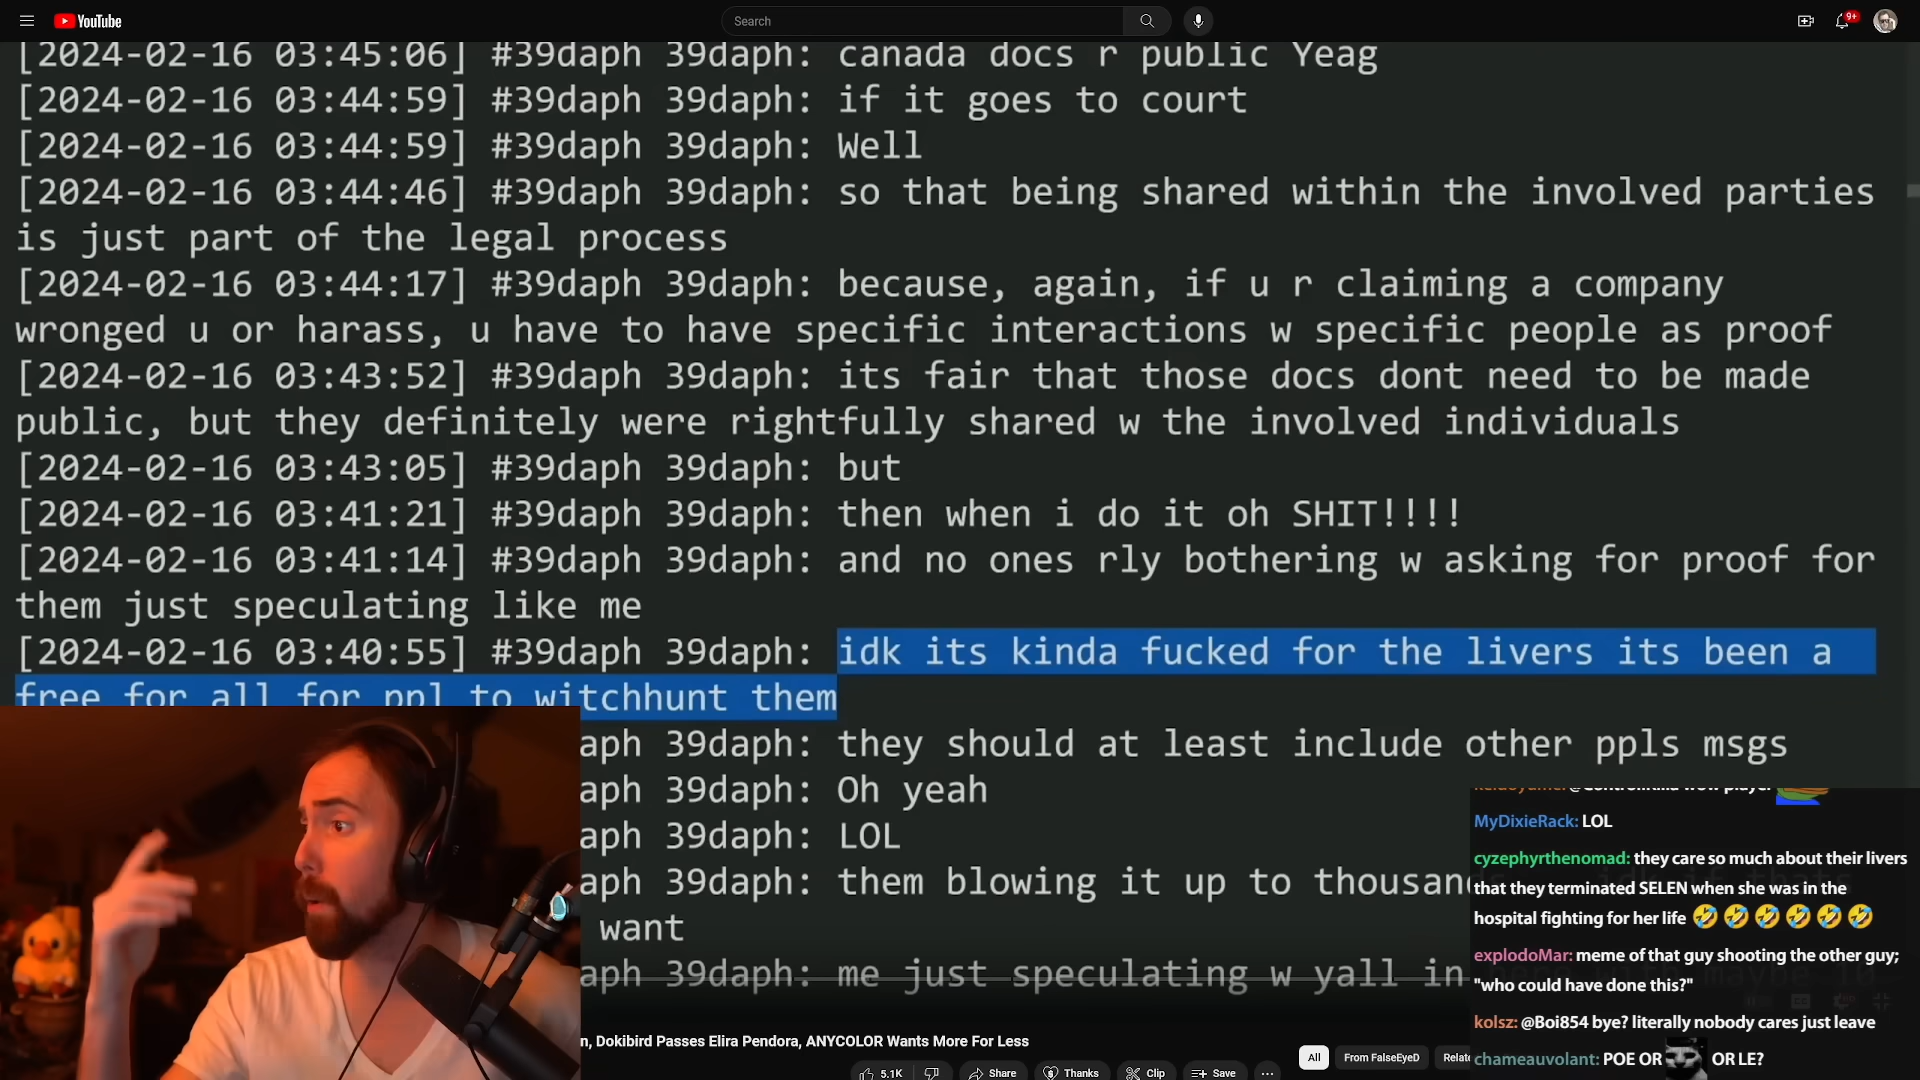 YouTube
Search
9+
[2024-02-16 03:45:06] #39daph 39daph: canada docs r public Yeag
[2024-02-16 03:44:59] #39daph 39daph: if it goes to court
[2024-02-16 03:44:59] #39daph 39daph: Well
[2024-02-16 03:44:46] #39daph 39daph: so that being shared within the involved parties
is just part of the legal process
[2024-02-16 03:44:17] #39daph 39daph: because, again, if u r claiming a company
wronged u or harass, u have to have specific interactions w specific people as proof
[2024-02-16 03:43:52] #39daph 39daph: its fair that those docs dont need to be made
public, but they definitely were rightfully shared w the involved individuals
[2024-02-16 03:43:05] #39daph 39daph: but
[2024-02-16 03:41:21] #39daph 39daph: then when i do it oh SHIT!!!!
[2024-02-16 03:41:14] #39daph 39daph: and no ones rly bothering w asking for proof for
them just speculating like me
[2024-02-16 03:40:55] #39daph 39daph: idk its kinda fucked for the livers its been a
free for all for ppl to witchhunt them
aph 39daph: they should at least include other ppls msgs
aph 39daph: Oh yeah
aph 39daph: LOL
aph 39daph: them blowing it up to thousan
want
aph 39daph: me just speculating w yall in
wow player
MyDixieRack: LOL
cyzephyrthenomad: they care so much about their livers
that they terminated SELEN when she was in the
hospital fighting for her life 🤣 🤣 🤣 🤣 🤣 🤣
explodoMar: meme of that guy shooting the other guy;
"who could have done this?"
kolsz: @Boi854 bye? literally nobody cares just leave
chameauvolant: POE OR OR LE?
n, Dokibird Passes Elira Pendora, ANYCOLOR Wants More For Less
5.1K Share Thanks Clip Save ...
All From FalseEyeD Relate